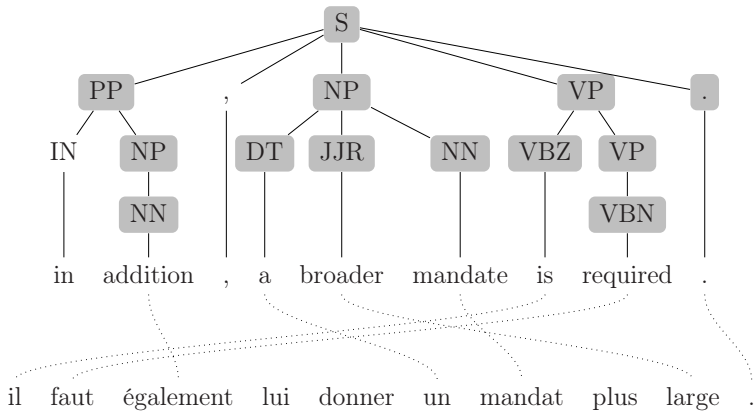 S
PP , NP VP .
IN NP DT JJR NN VBZ VP
NN VBN
in addition , a broader mandate is required .
il faut également lui donner un mandat plus large .